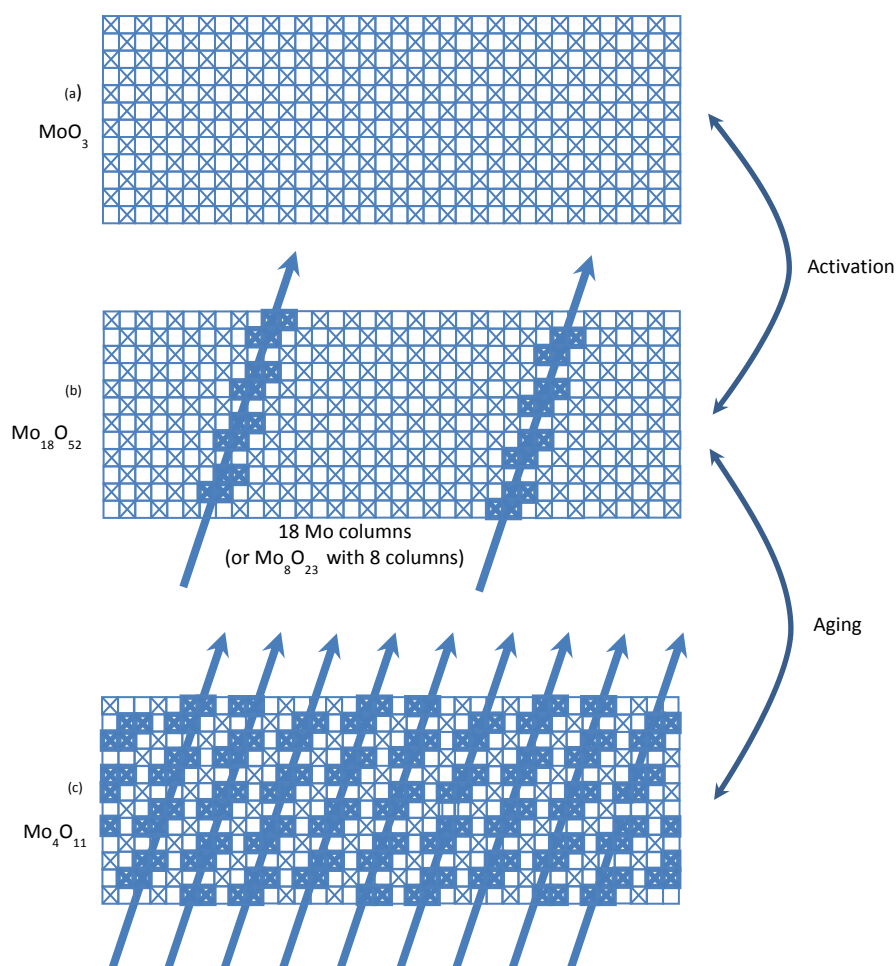 (a)
MoO₃
Activation
(b)
Mo₁₈O₅₂
18 Mo columns
(or Mo₈O₂₃ with 8 columns)
Aging
(c)
Mo₄O₁₁